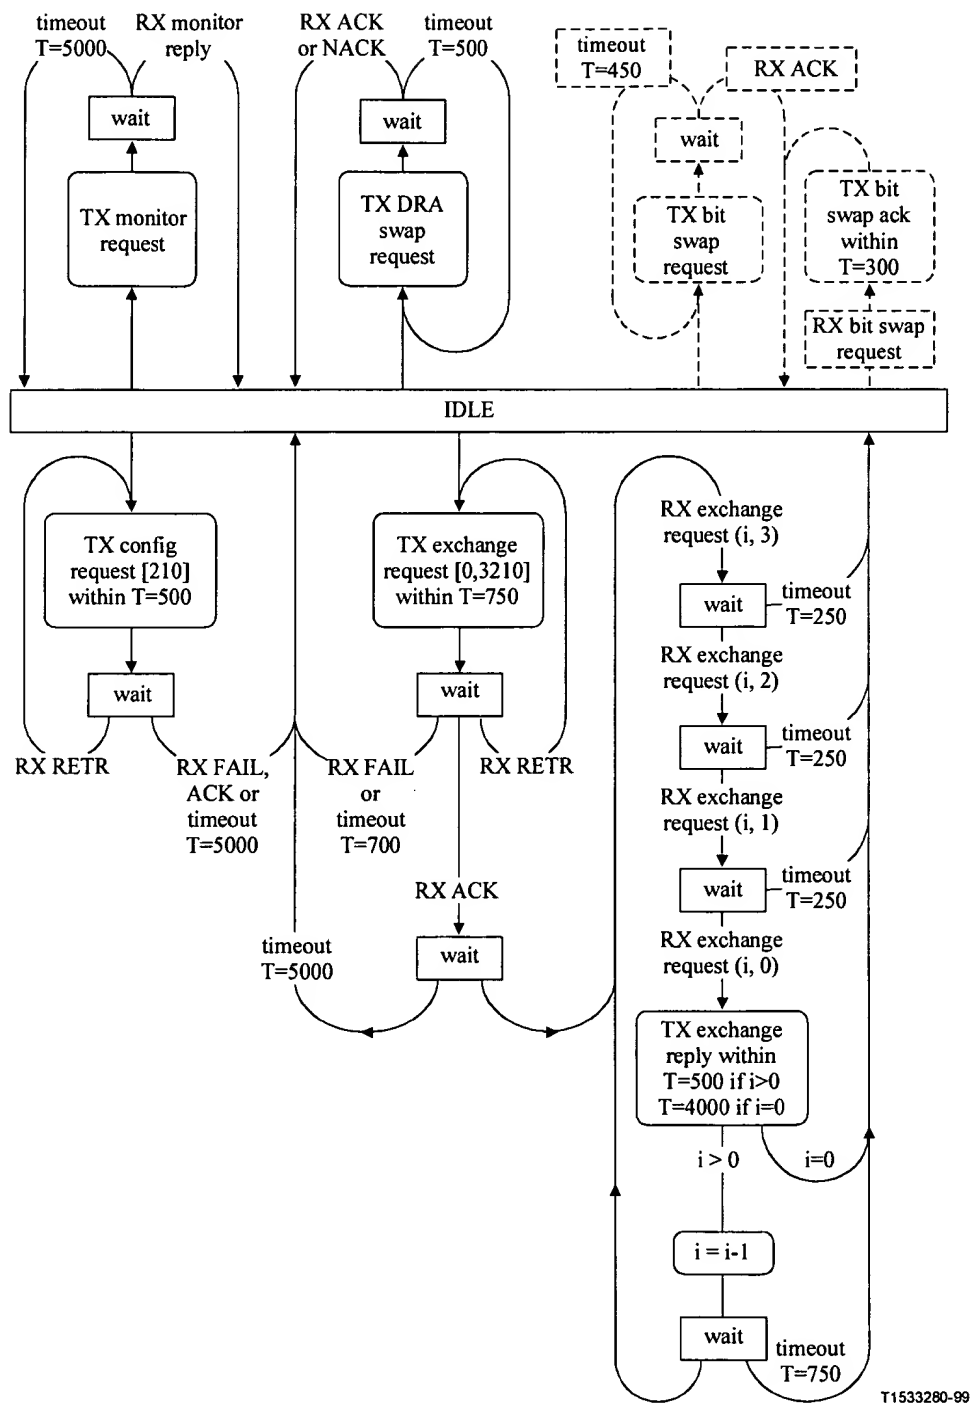 timeout
T=5000
RX monitor
reply
wait
TX monitor
request
RX ACK
or NACK
timeout
T=500
wait
TX DRA
swap
request
timeout
T=450
RX ACK
wait
TX bit
swap
request
TX bit
swap ack
within
T=300
RX bit swap
request
IDLE
TX config
request [210]
within T=500
wait
RX RETR
RX FAIL,
ACK or
timeout
T=5000
TX exchange
request [0,3210]
within T=750
wait
RX FAIL
or
timeout
T=700
RX RETR
RX ACK
wait
timeout
T=5000
RX exchange
request (i, 3)
wait
timeout
T=250
RX exchange
request (i, 2)
wait
timeout
T=250
RX exchange
request (i, 1)
wait
timeout
T=250
RX exchange
request (i, 0)
TX exchange
reply within
T=500 if i>0
T=4000 if i=0
i > 0
i=0
i = i-1
wait
timeout
T=750
T1533280-99